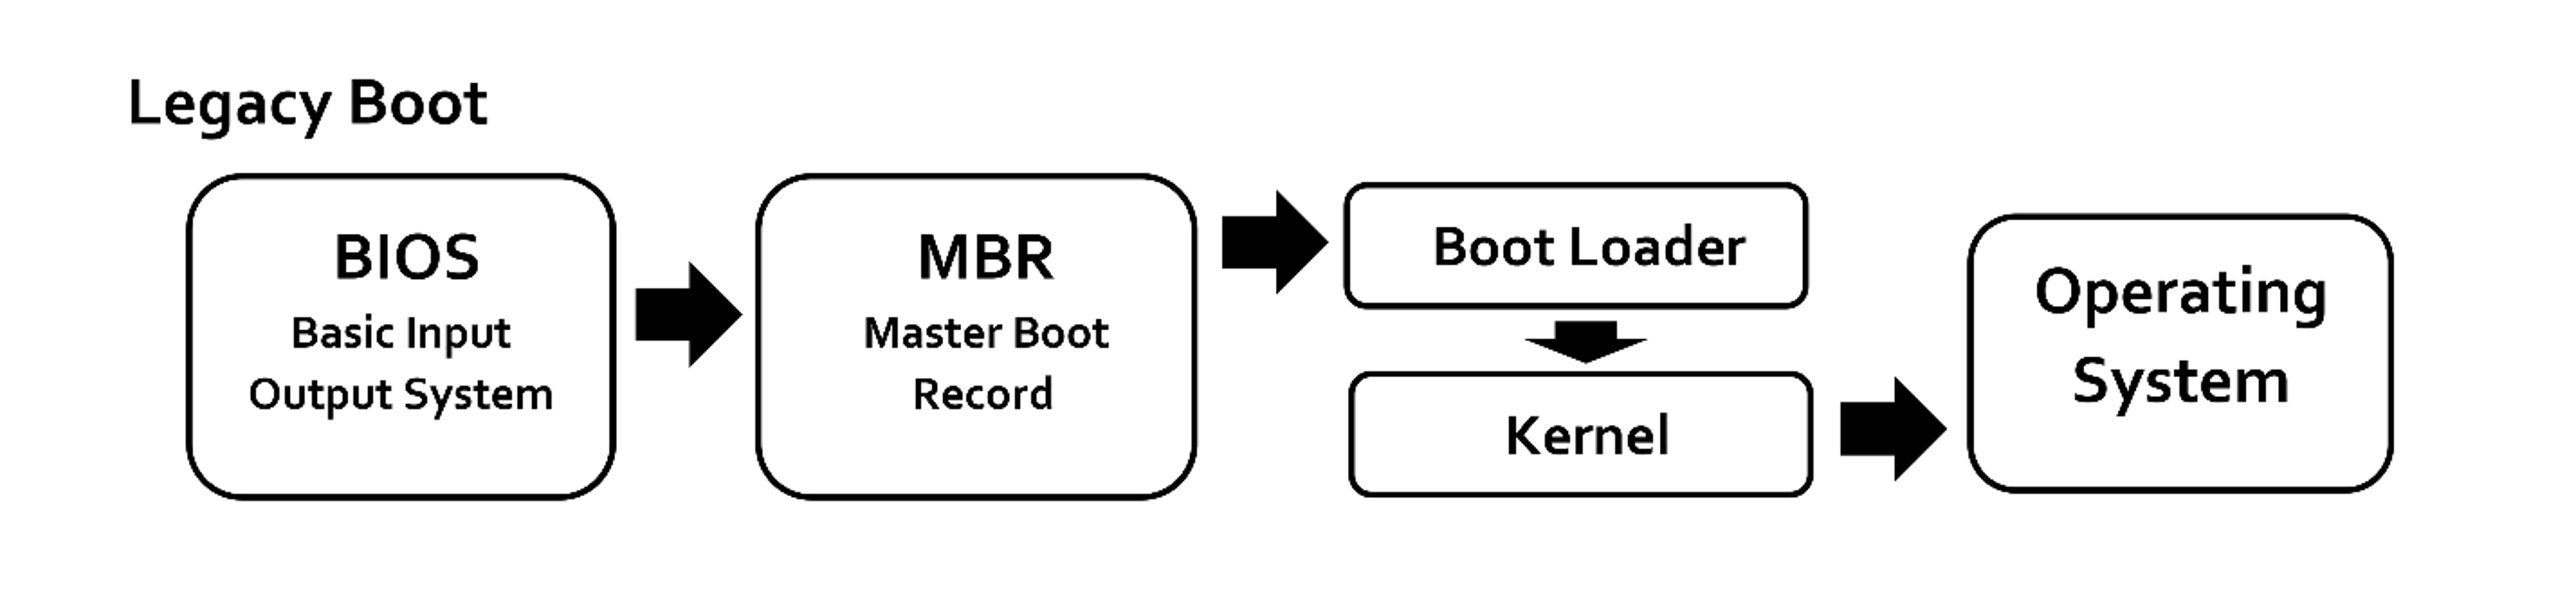 Legacy Boot
BIOS
Basic Input
Output System
MBR
Master Boot
Record
Boot Loader
Kernel
Operating
System